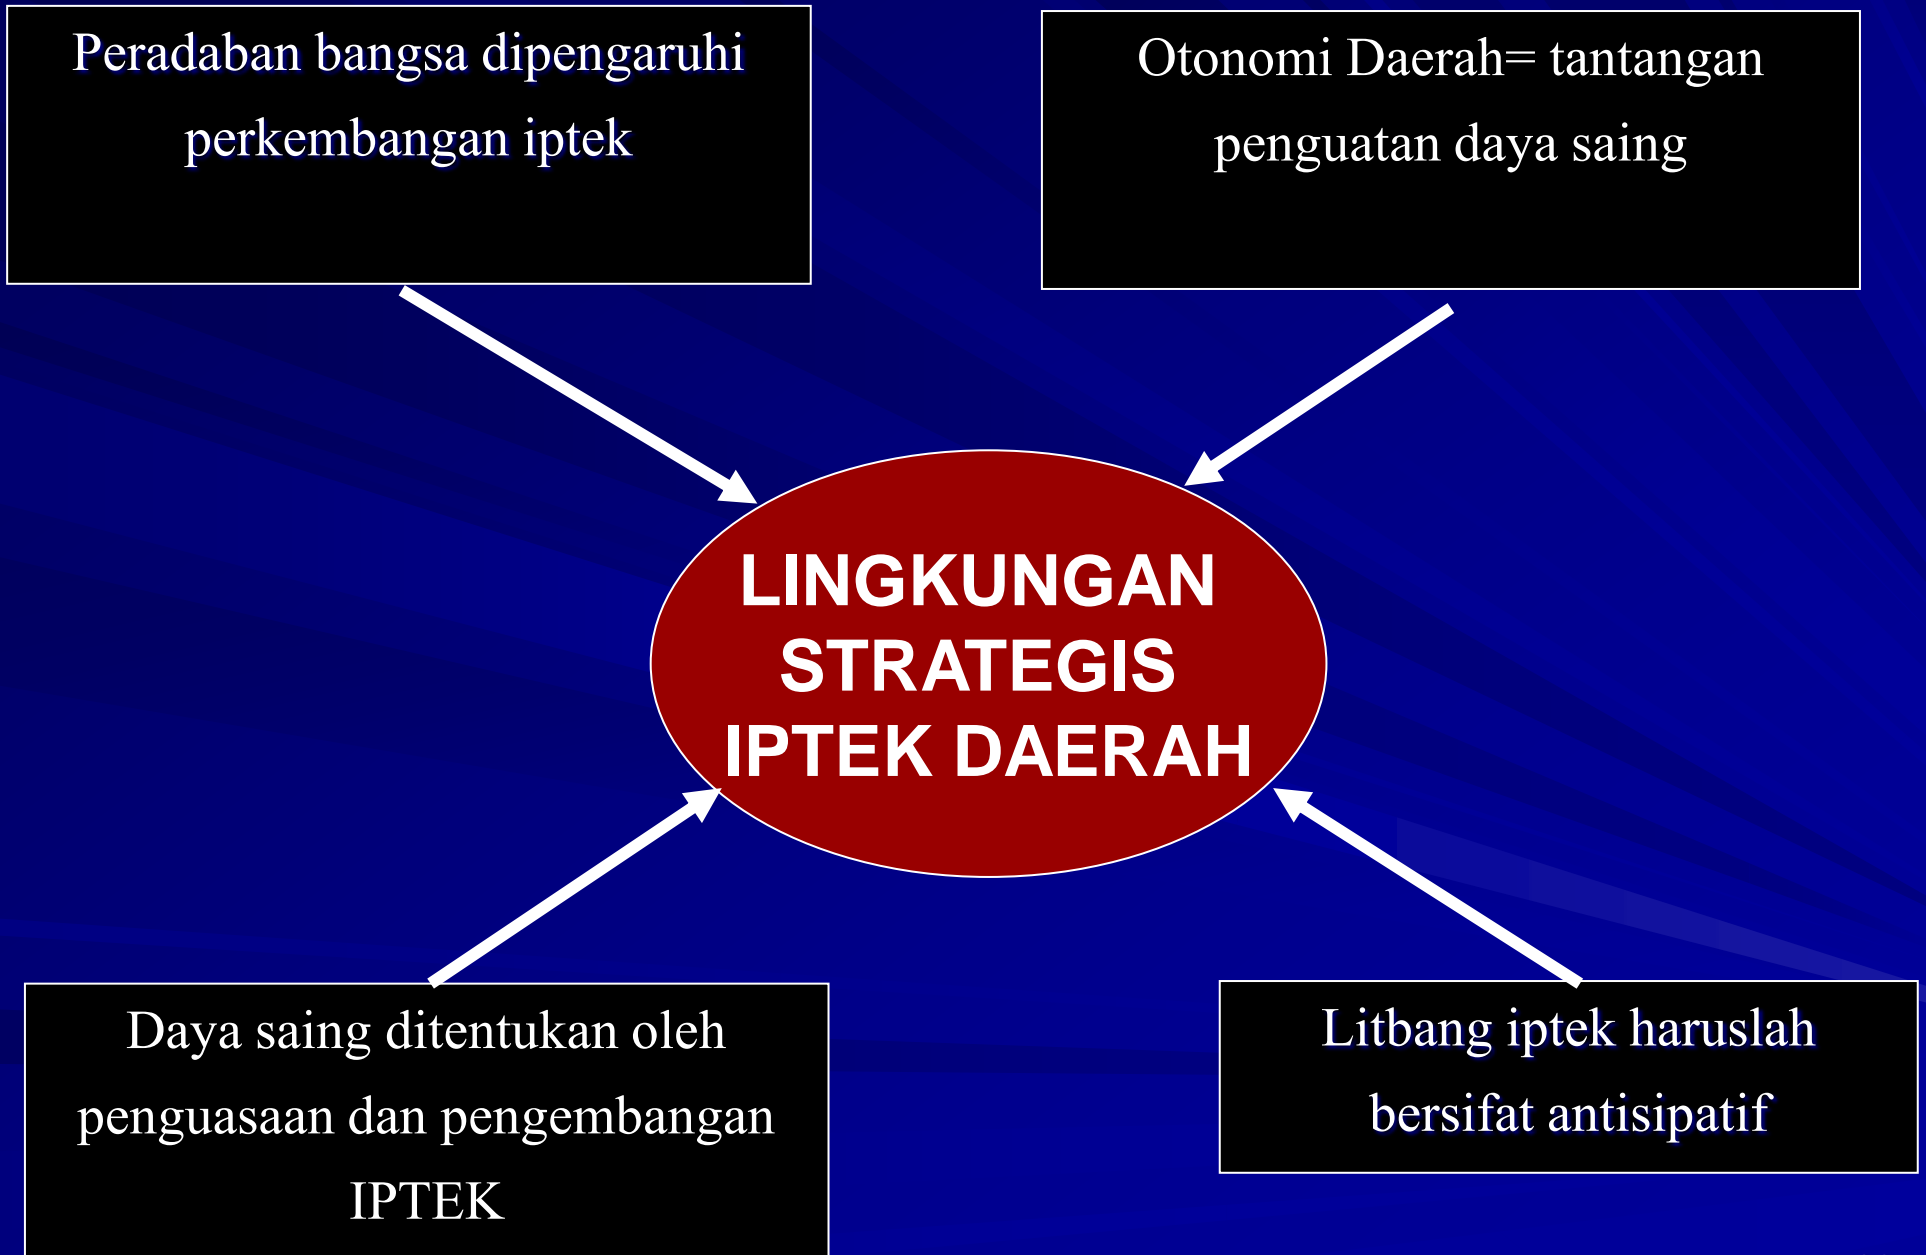 Peradaban bangsa dipengaruhi
perkembangan iptek
Otonomi Daerah= tantangan
penguatan daya saing
LINGKUNGAN
STRATEGIS
IPTEK DAERAH
Daya saing ditentukan oleh
penguasaan dan pengembangan
IPTEK
Litbang iptek haruslah
bersifat antisipatif